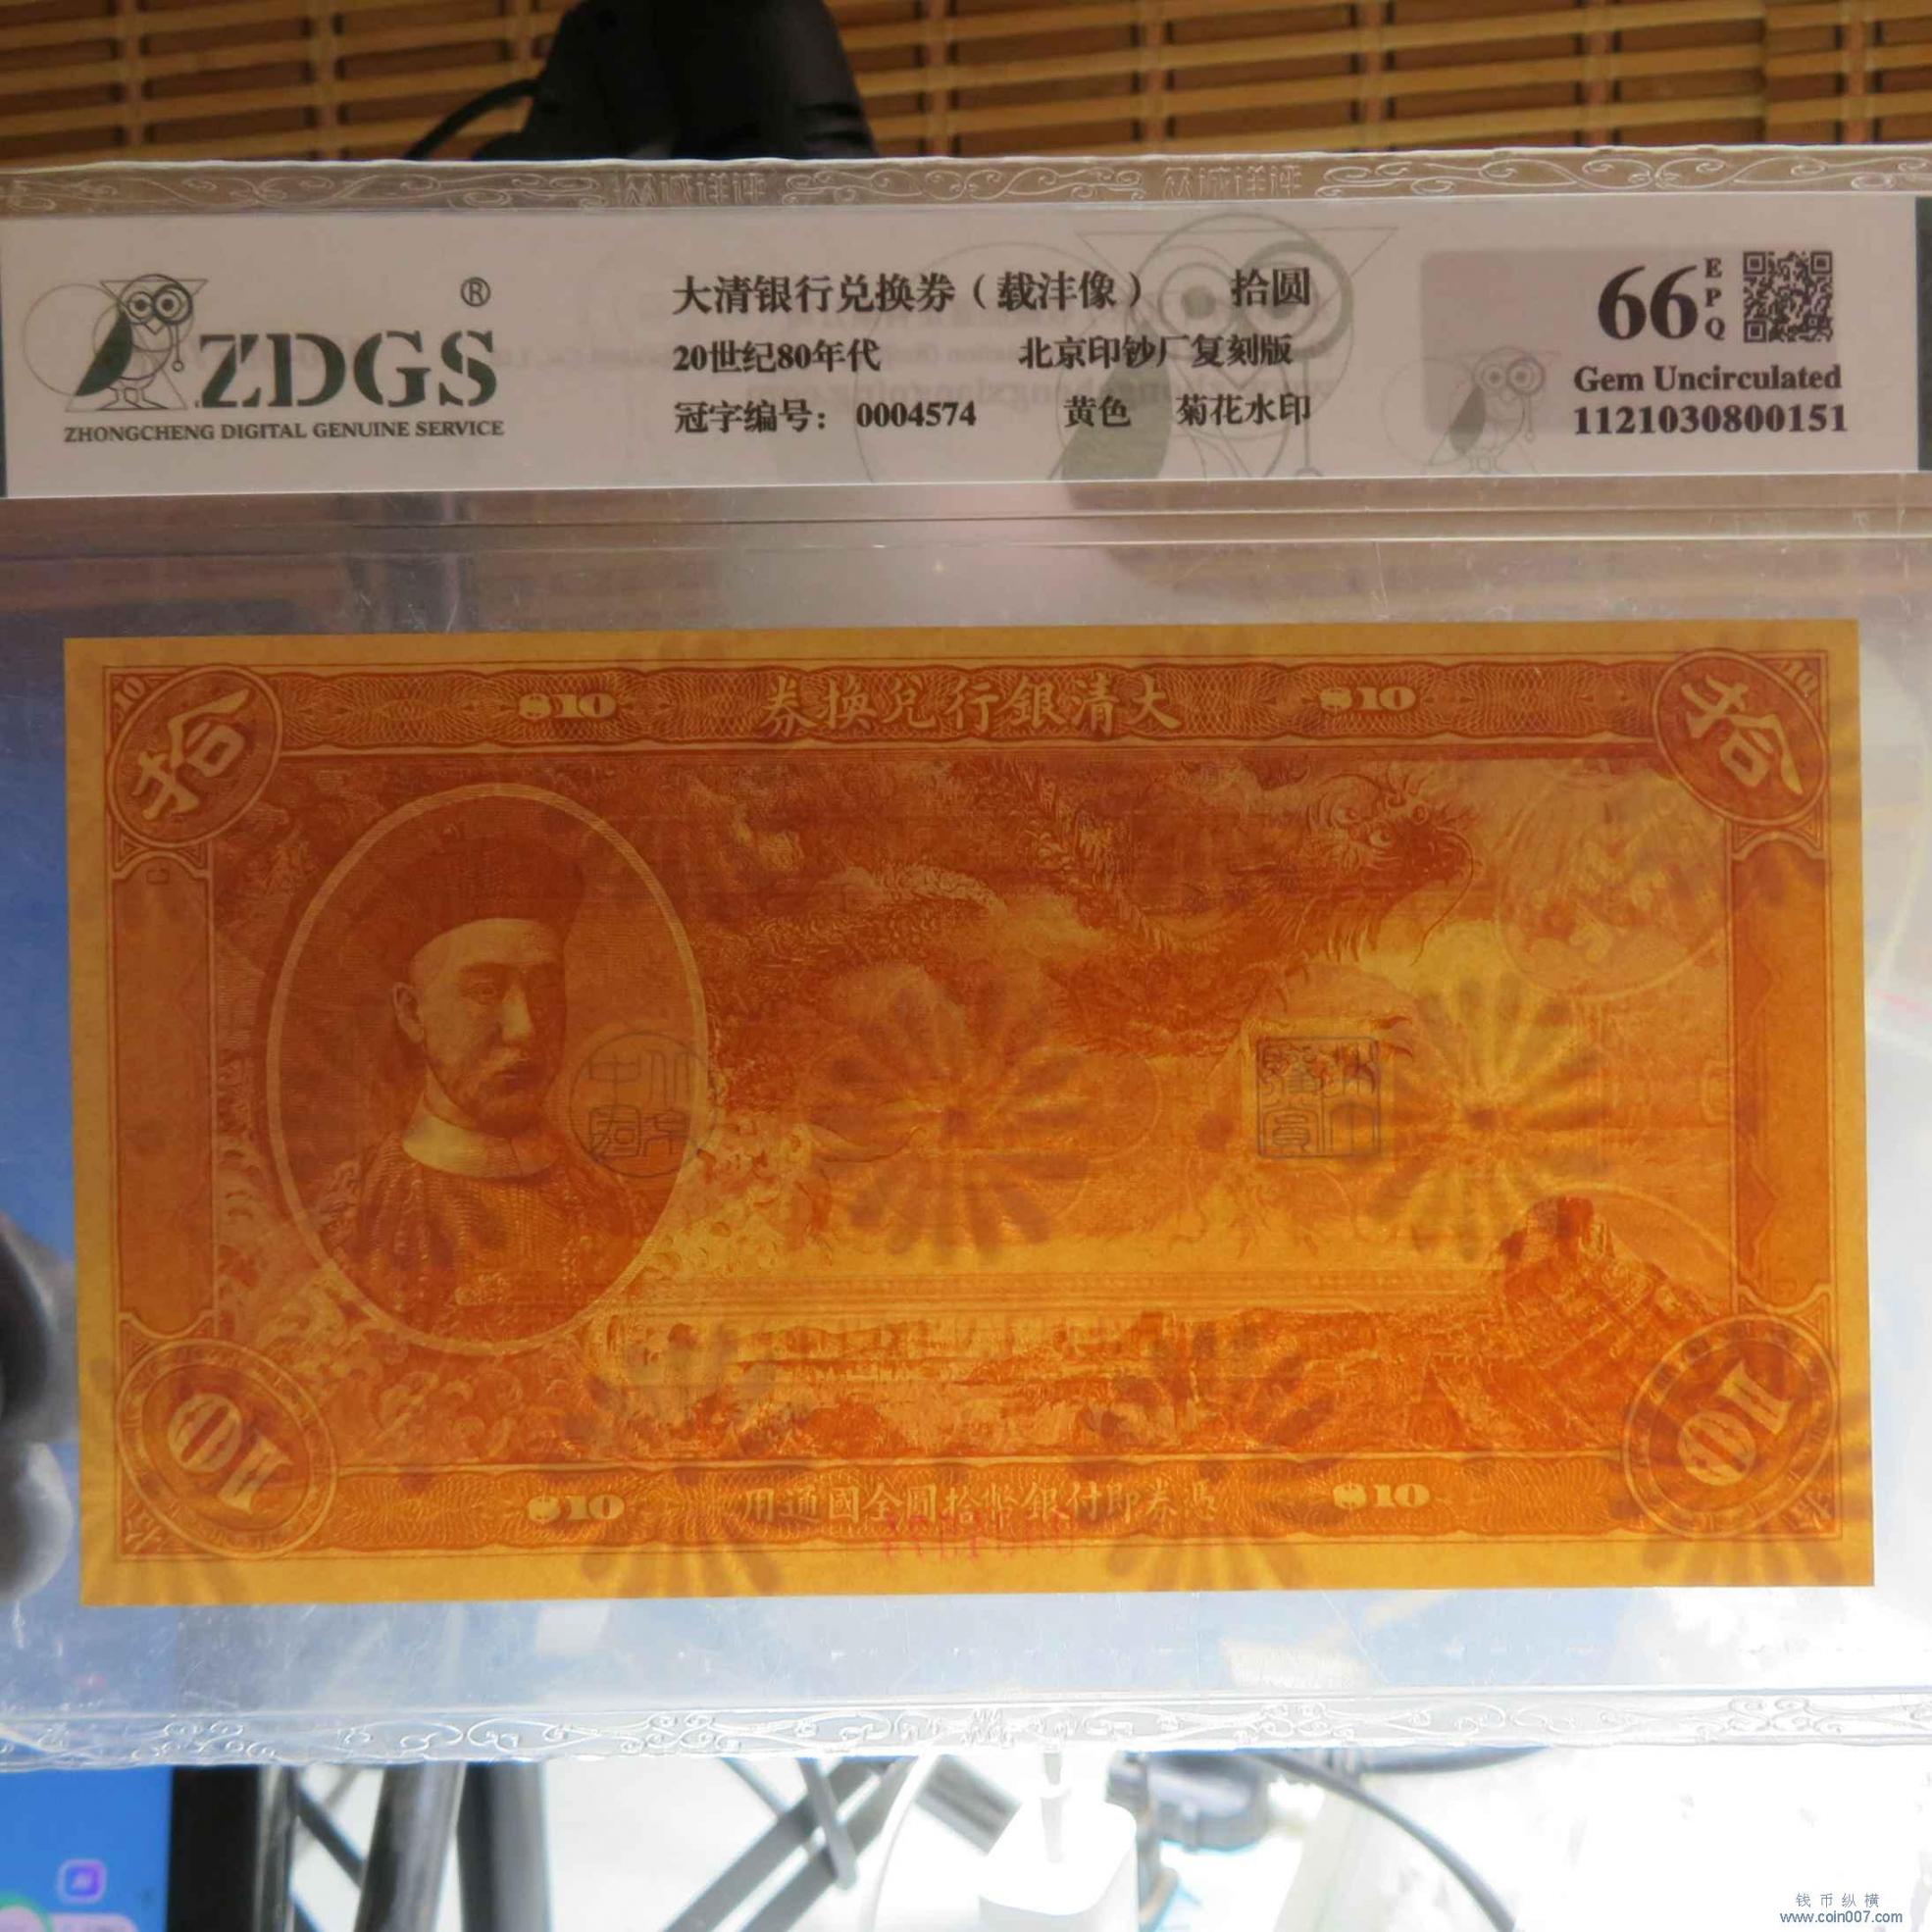 ZDGS ®
ZHONGCHENG DIGITAL GENUINE SERVICE
大清银行兑换券（载沣像） 拾圆
20世纪80年代 北京印钞厂复刻版
冠字编号： 0004574 黄色 菊花水印
66 EPQ
Gem Uncirculated
1121030800151
10 $10 券換兌行銀清大 $10 10
拾 拾
10 10
$10 用通國全圓拾幣銀付即券憑 $10
钱币纵横
www.coin007.com